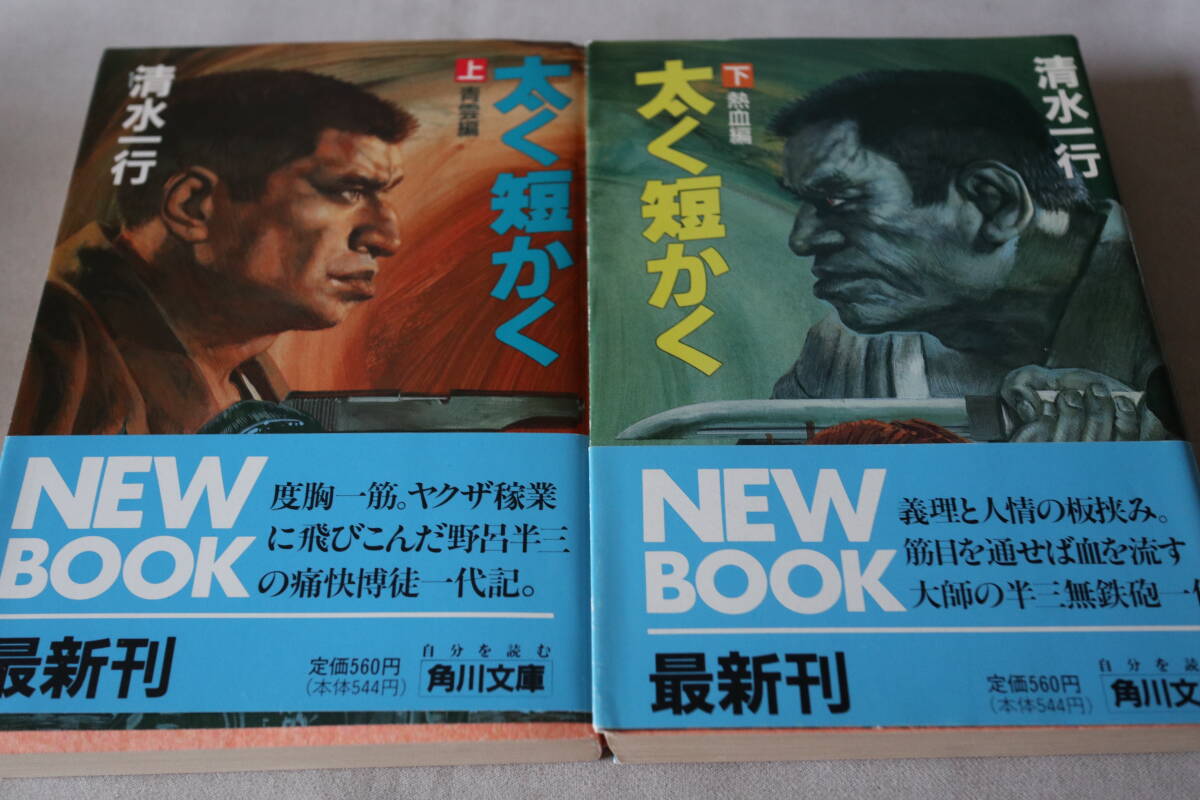 太く短かく
上
青雲編
清水一行
NEW
BOOK
度胸一筋。ヤクザ稼業
に飛びこんだ野呂半三
の痛快博徒一代記。
最新刊
定価560円
(本体544円)
自分を読む
角川文庫
清水一行
太く短かく
下
熱血編
NEW
BOOK
義理と人情の板挟み。
筋目を通せば血を流す
大師の半三無鉄砲一代
最新刊
定価560円
(本体544円)
自分を読
角川文